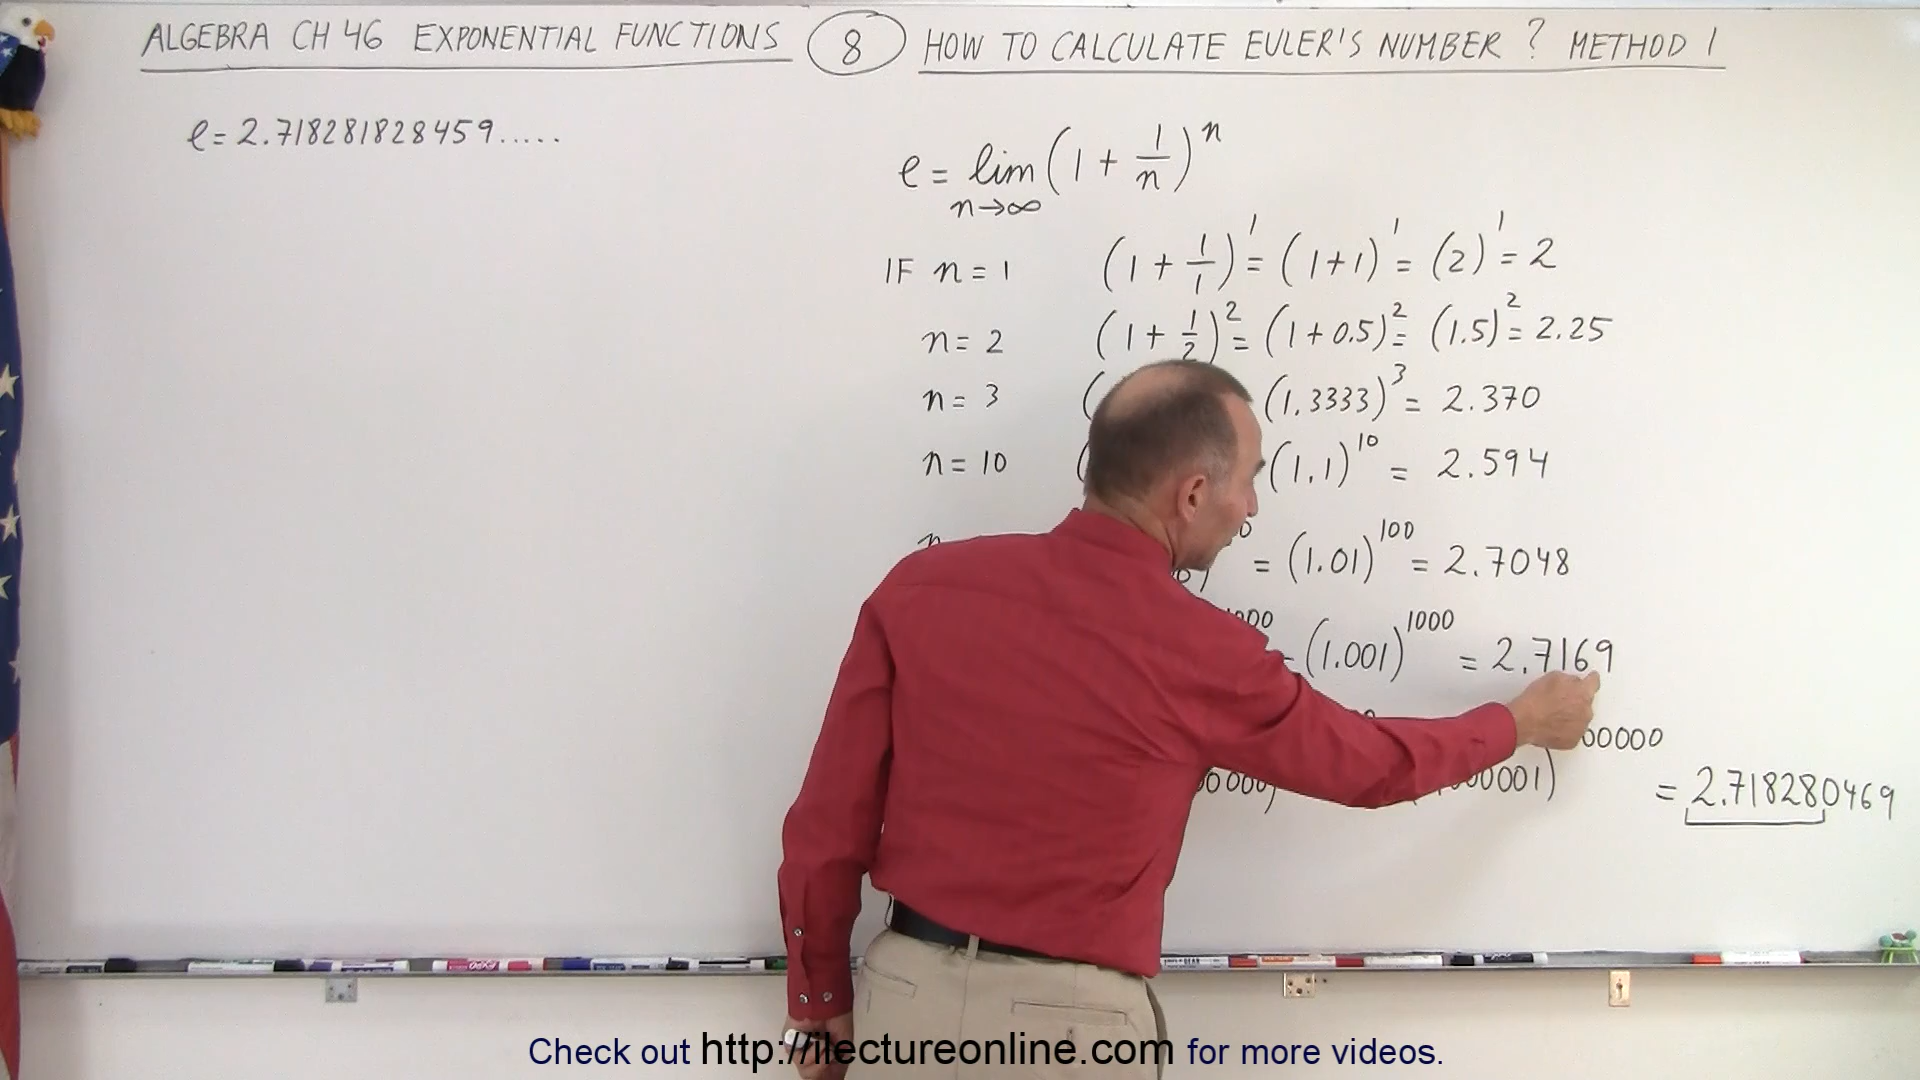 ALGEBRA CH 46 EXPONENTIAL FUNCTIONS 8 HOW TO CALCULATE EULER'S NUMBER ? METHOD 1
e = 2.718281828459.....
e = lim (1 + 1/n)^n
n→∞
IF n = 1 (1 + 1/1)^1 = (1+1)^1 = (2)^1 = 2
n = 2 (1 + 1/2)^2 = (1 + 0.5)^2 = (1.5)^2 = 2.25
n = 3 ( (1.3333)^3 = 2.370
n = 10 ( (1.1)^10 = 2.594
= (1.01)^100 = 2.7048
(1.001)^1000 = 2.7169
= 2.718280469
Check out http://ilectureonline.com for more videos.